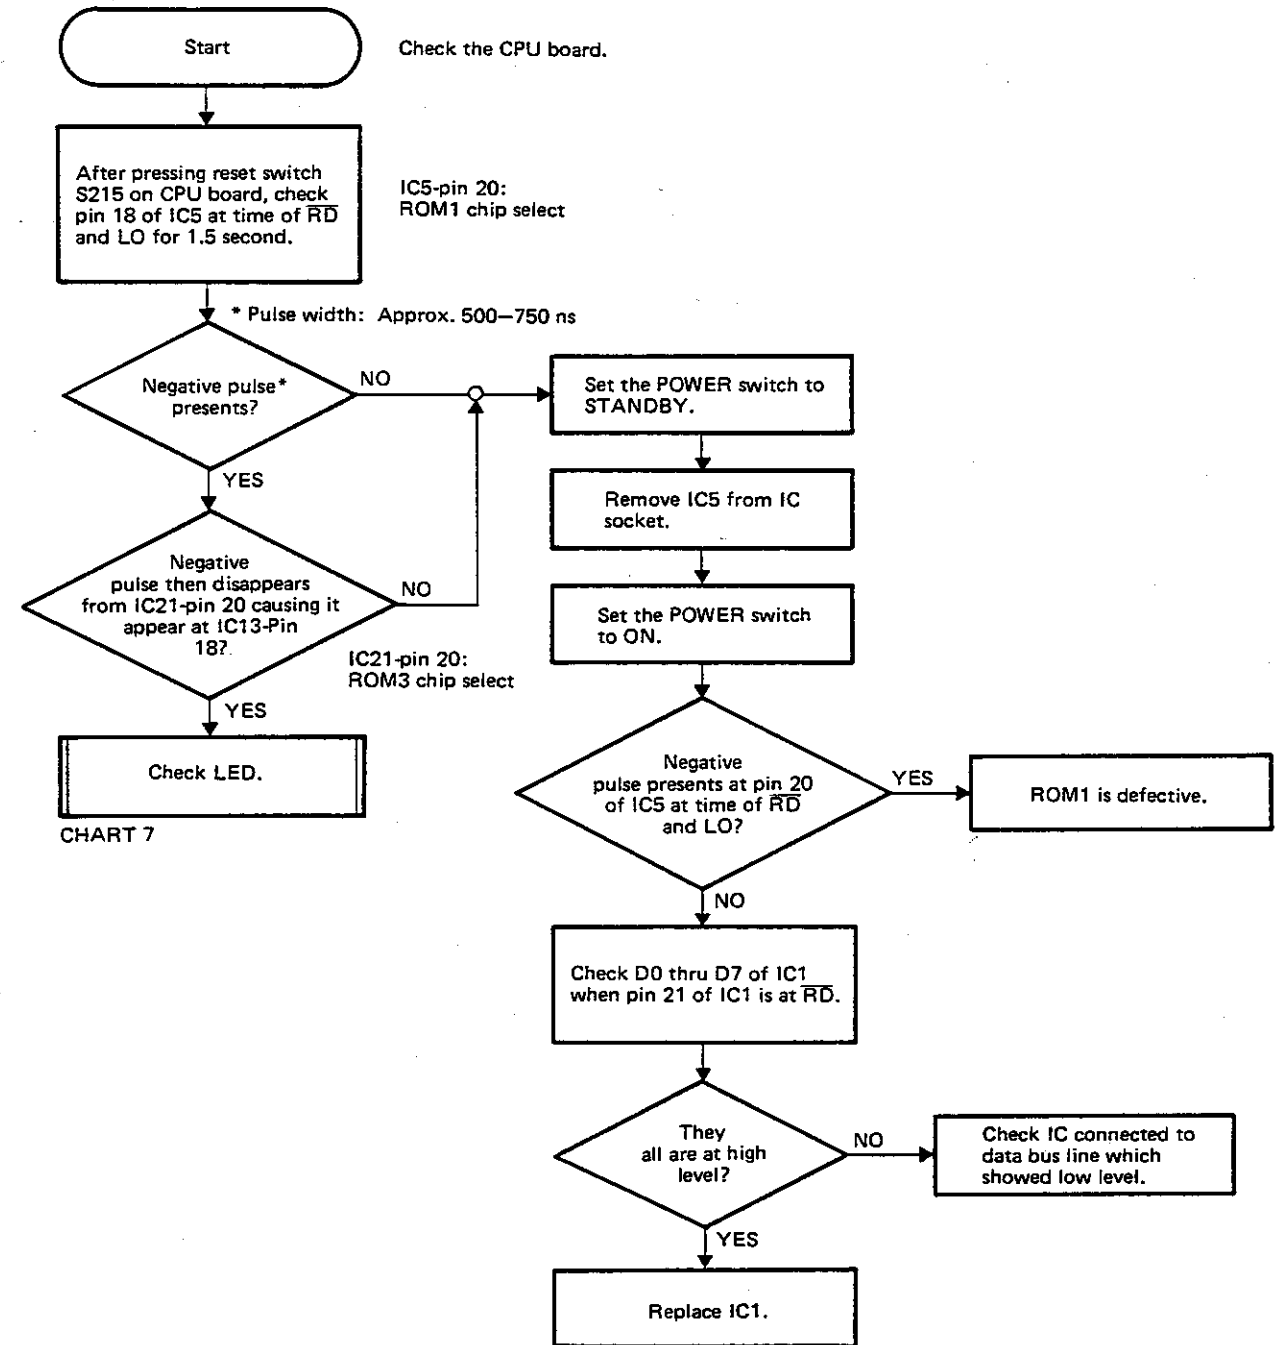 Start
Check the CPU board.
After pressing reset switch
S215 on CPU board, check
pin 18 of IC5 at time of R̅D̅
and LO for 1.5 second.
IC5-pin 20:
ROM1 chip select
* Pulse width: Approx. 500–750 ns
Negative pulse*
presents?
NO
YES
Set the POWER switch to
STANDBY.
Remove IC5 from IC
socket.
Negative
pulse then disappears
from IC21-pin 20 causing it
appear at IC13-Pin
18?
NO
YES
IC21-pin 20:
ROM3 chip select
Set the POWER switch
to ON.
Check LED.
CHART 7
Negative
pulse presents at pin 20
of IC5 at time of R̅D̅
and LO?
YES
ROM1 is defective.
NO
Check D0 thru D7 of IC1
when pin 21 of IC1 is at R̅D̅.
They
all are at high
level?
NO
Check IC connected to
data bus line which
showed low level.
YES
Replace IC1.